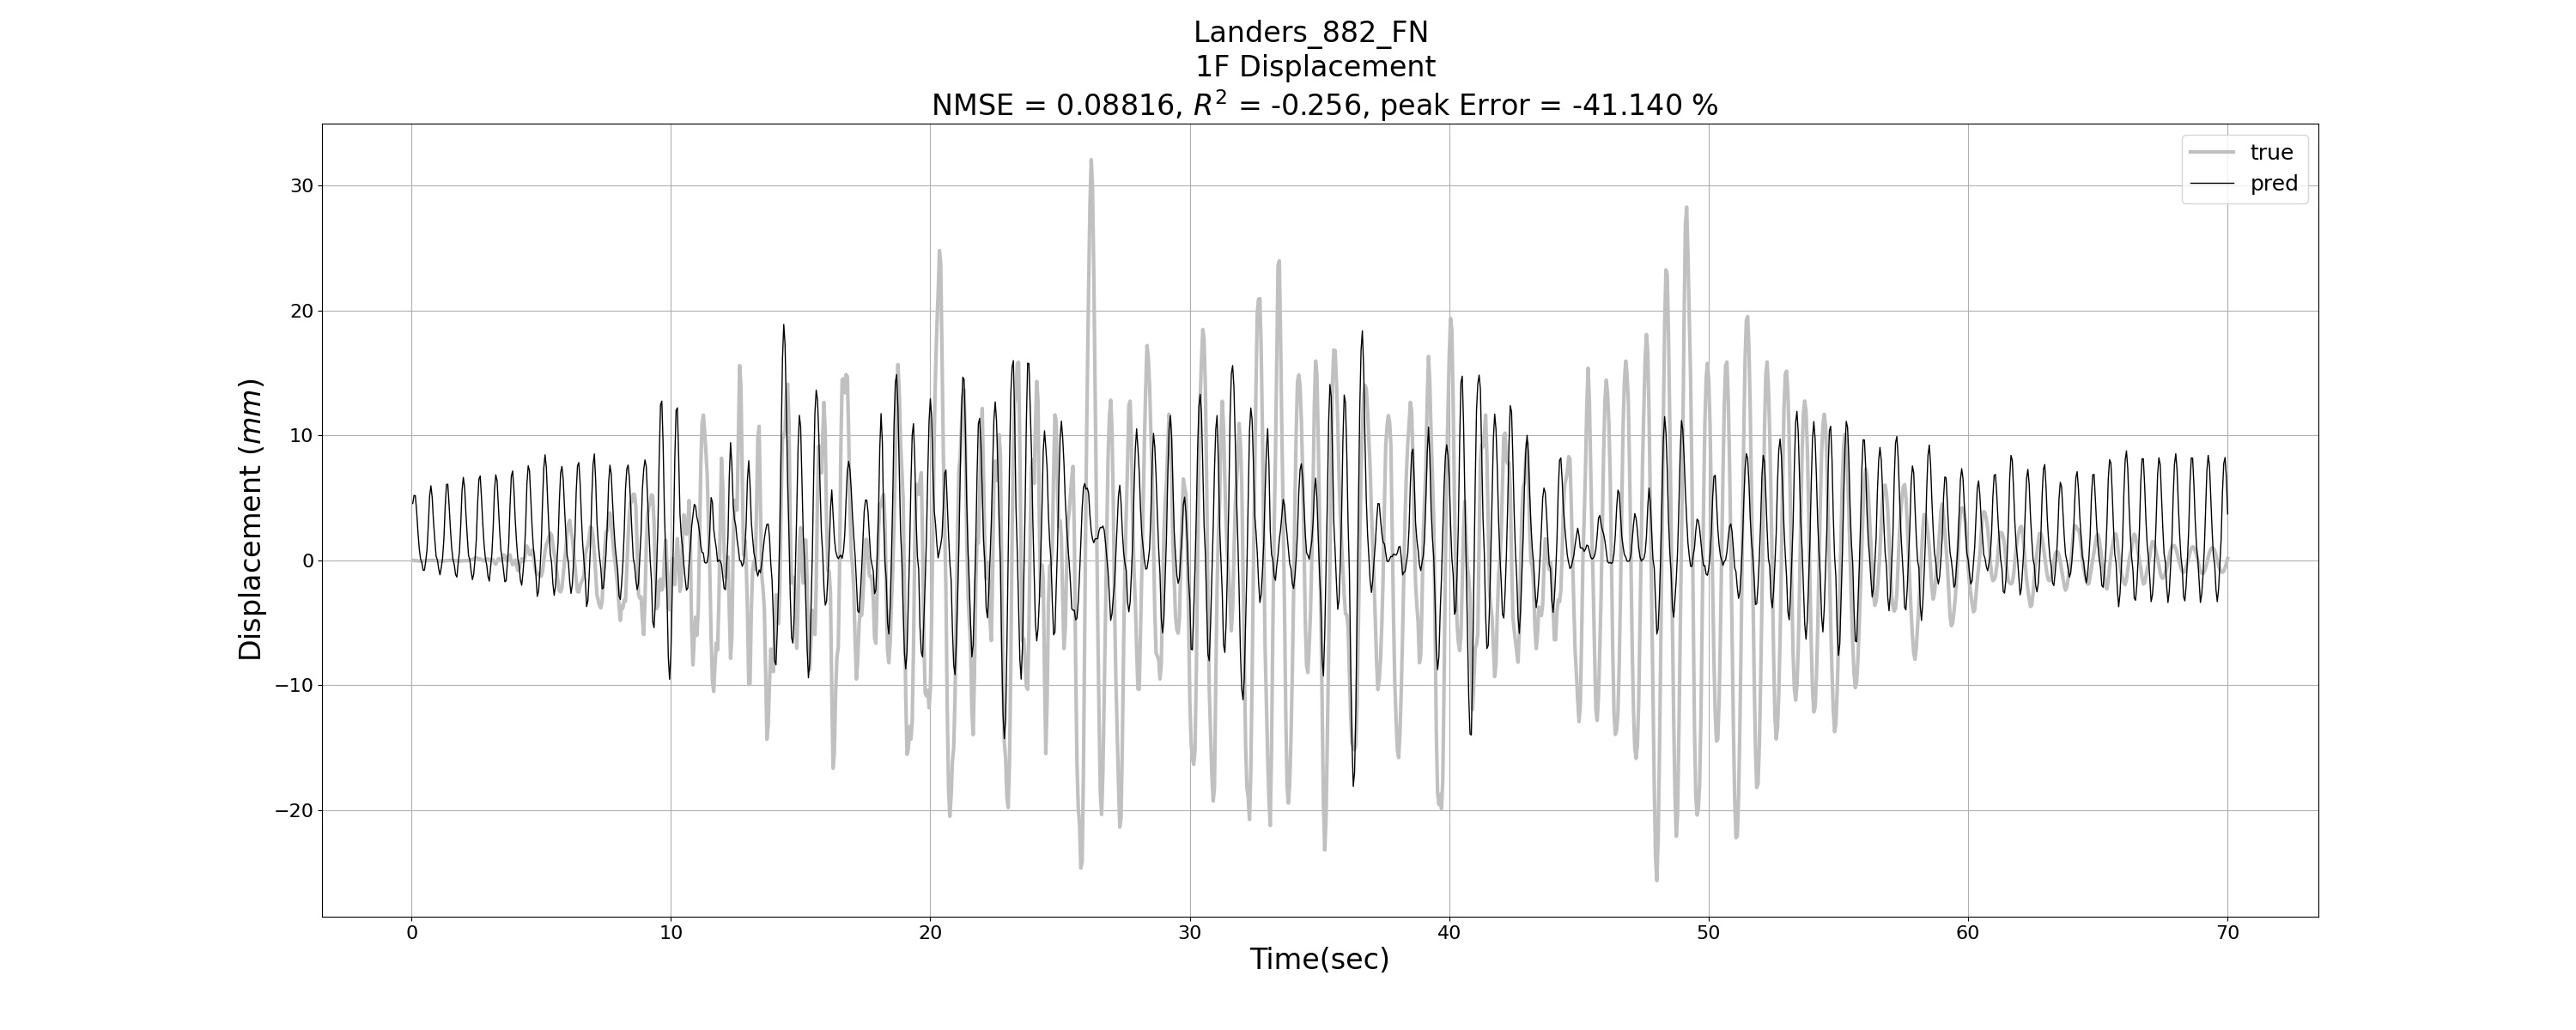 Landers_882_FN
1F Displacement
NMSE = 0.08816, R² = -0.256, peak Error = -41.140 %
true
pred
Displacement (mm)
30
20
10
0
−10
−20
0 10 20 30 40 50 60 70
Time(sec)